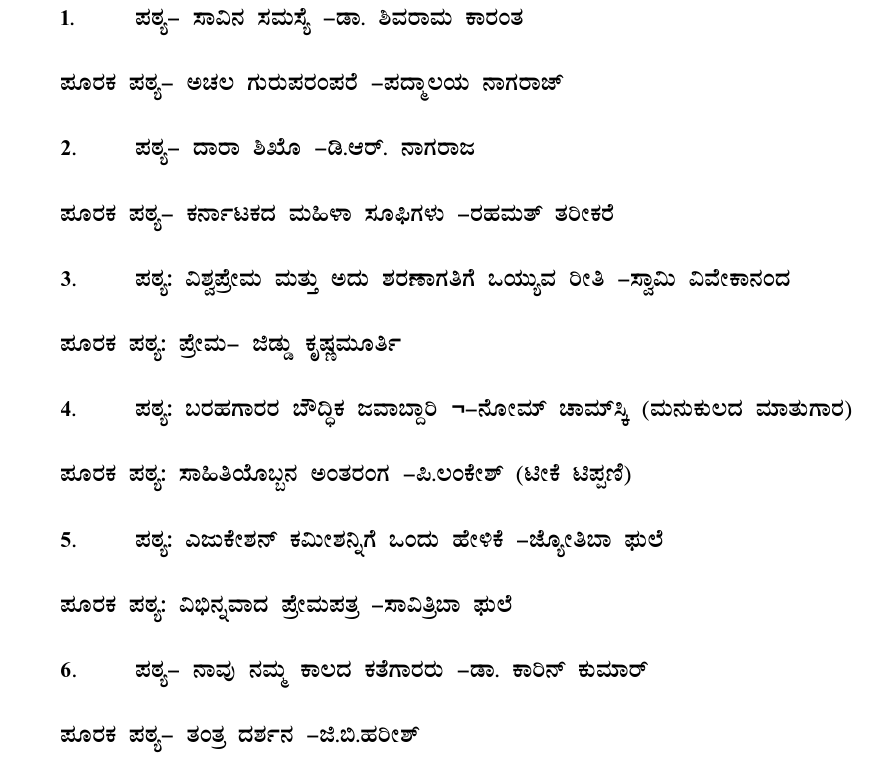 1. ಪಠ್ಯ– ಸಾವಿನ ಸಮಸ್ಯೆ –ಡಾ. ಶಿವರಾಮ ಕಾರಂತ
ಪೂರಕ ಪಠ್ಯ– ಅಚಲ ಗುರುಪರಂಪರೆ –ಪದ್ಮಾಲಯ ನಾಗರಾಜ್
2. ಪಠ್ಯ– ದಾರಾ ಶಿಖೊ –ಡಿ.ಆರ್. ನಾಗರಾಜ
ಪೂರಕ ಪಠ್ಯ– ಕರ್ನಾಟಕದ ಮಹಿಳಾ ಸೂಫಿಗಳು –ರಹಮತ್ ತರೀಕರೆ
3. ಪಠ್ಯ: ವಿಶ್ವಪ್ರೇಮ ಮತ್ತು ಅದು ಶರಣಾಗತಿಗೆ ಒಯ್ಯುವ ರೀತಿ –ಸ್ವಾಮಿ ವಿವೇಕಾನಂದ
ಪೂರಕ ಪಠ್ಯ: ಪ್ರೇಮ– ಜಿಡ್ಡು ಕೃಷ್ಣಮೂರ್ತಿ
4. ಪಠ್ಯ: ಬರಹಗಾರರ ಬೌದ್ಧಿಕ ಜವಾಬ್ದಾರಿ ¬–ನೋಮ್ ಚಾಮ್‌ಸ್ಕಿ (ಮನುಕುಲದ ಮಾತುಗಾರ)
ಪೂರಕ ಪಠ್ಯ: ಸಾಹಿತಿಯೊಬ್ಬನ ಅಂತರಂಗ –ಪಿ.ಲಂಕೇಶ್ (ಟೀಕೆ ಟಿಪ್ಪಣಿ)
5. ಪಠ್ಯ: ಎಜುಕೇಶನ್ ಕಮೀಶನ್ನಿಗೆ ಒಂದು ಹೇಳಿಕೆ –ಜ್ಯೋತಿಬಾ ಫುಲೆ
ಪೂರಕ ಪಠ್ಯ: ವಿಭಿನ್ನವಾದ ಪ್ರೇಮಪತ್ರ –ಸಾವಿತ್ರಿಬಾ ಫುಲೆ
6. ಪಠ್ಯ– ನಾವು ನಮ್ಮ ಕಾಲದ ಕತೆಗಾರರು –ಡಾ. ಕಾರಿನ್ ಕುಮಾರ್
ಪೂರಕ ಪಠ್ಯ– ತಂತ್ರ ದರ್ಶನ –ಜಿ.ಬಿ.ಹರೀಶ್